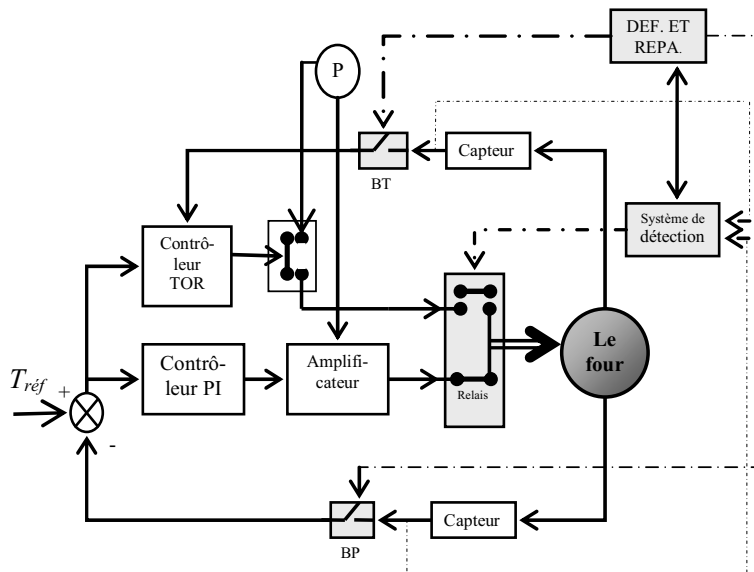 DEF. ET
REPA.
P
Capteur
BT
Contrô-
leur
TOR
Système de
détection
Contrô-
leur PI
Amplifi-
cateur
Relais
Le
four
Tréf
+
-
Capteur
BP